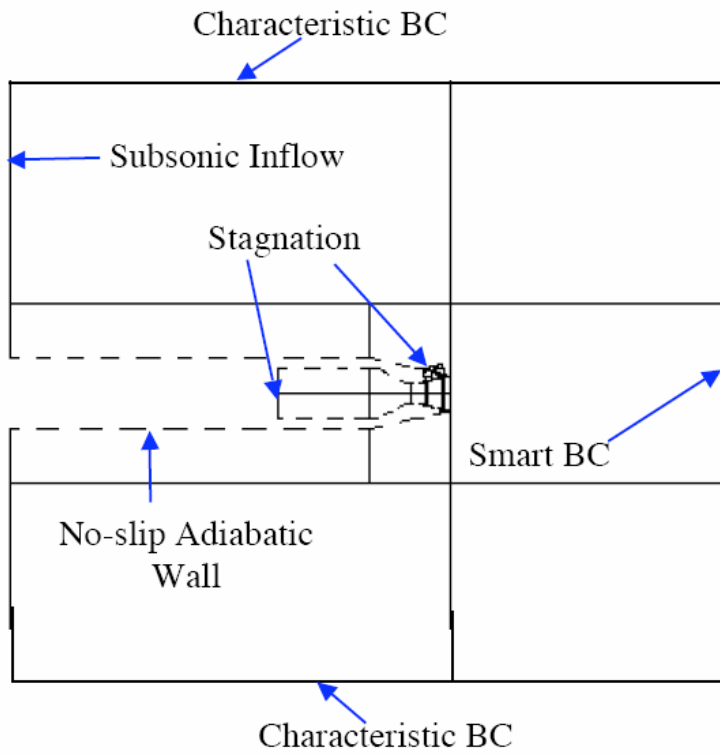 Characteristic BC
Subsonic Inflow
Stagnation
Smart BC
No-slip Adiabatic
Wall
Characteristic BC